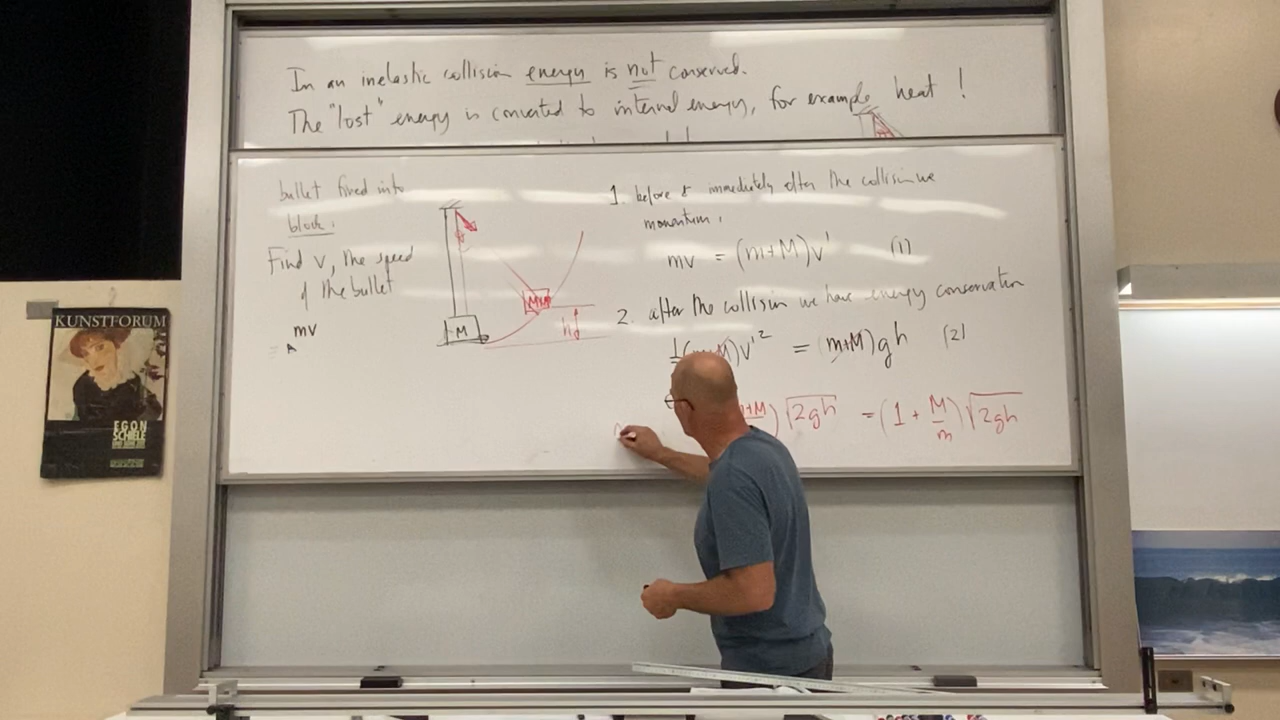 In an inelastic collision energy is not conserved.
The "lost" energy is converted to internal energy, for example heat !
bullet fired into
block.
Find v, the speed
of the bullet
mv
M
h
1. before & immediately after the collision we
momentum.
mv = (m+M)v' (1)
2. after the collision we have energy conservation
v'² = (m+M)gh (2)
√2gh = (1 + M/m) √2gh
KUNSTFORUM
EGON
SCHIELE